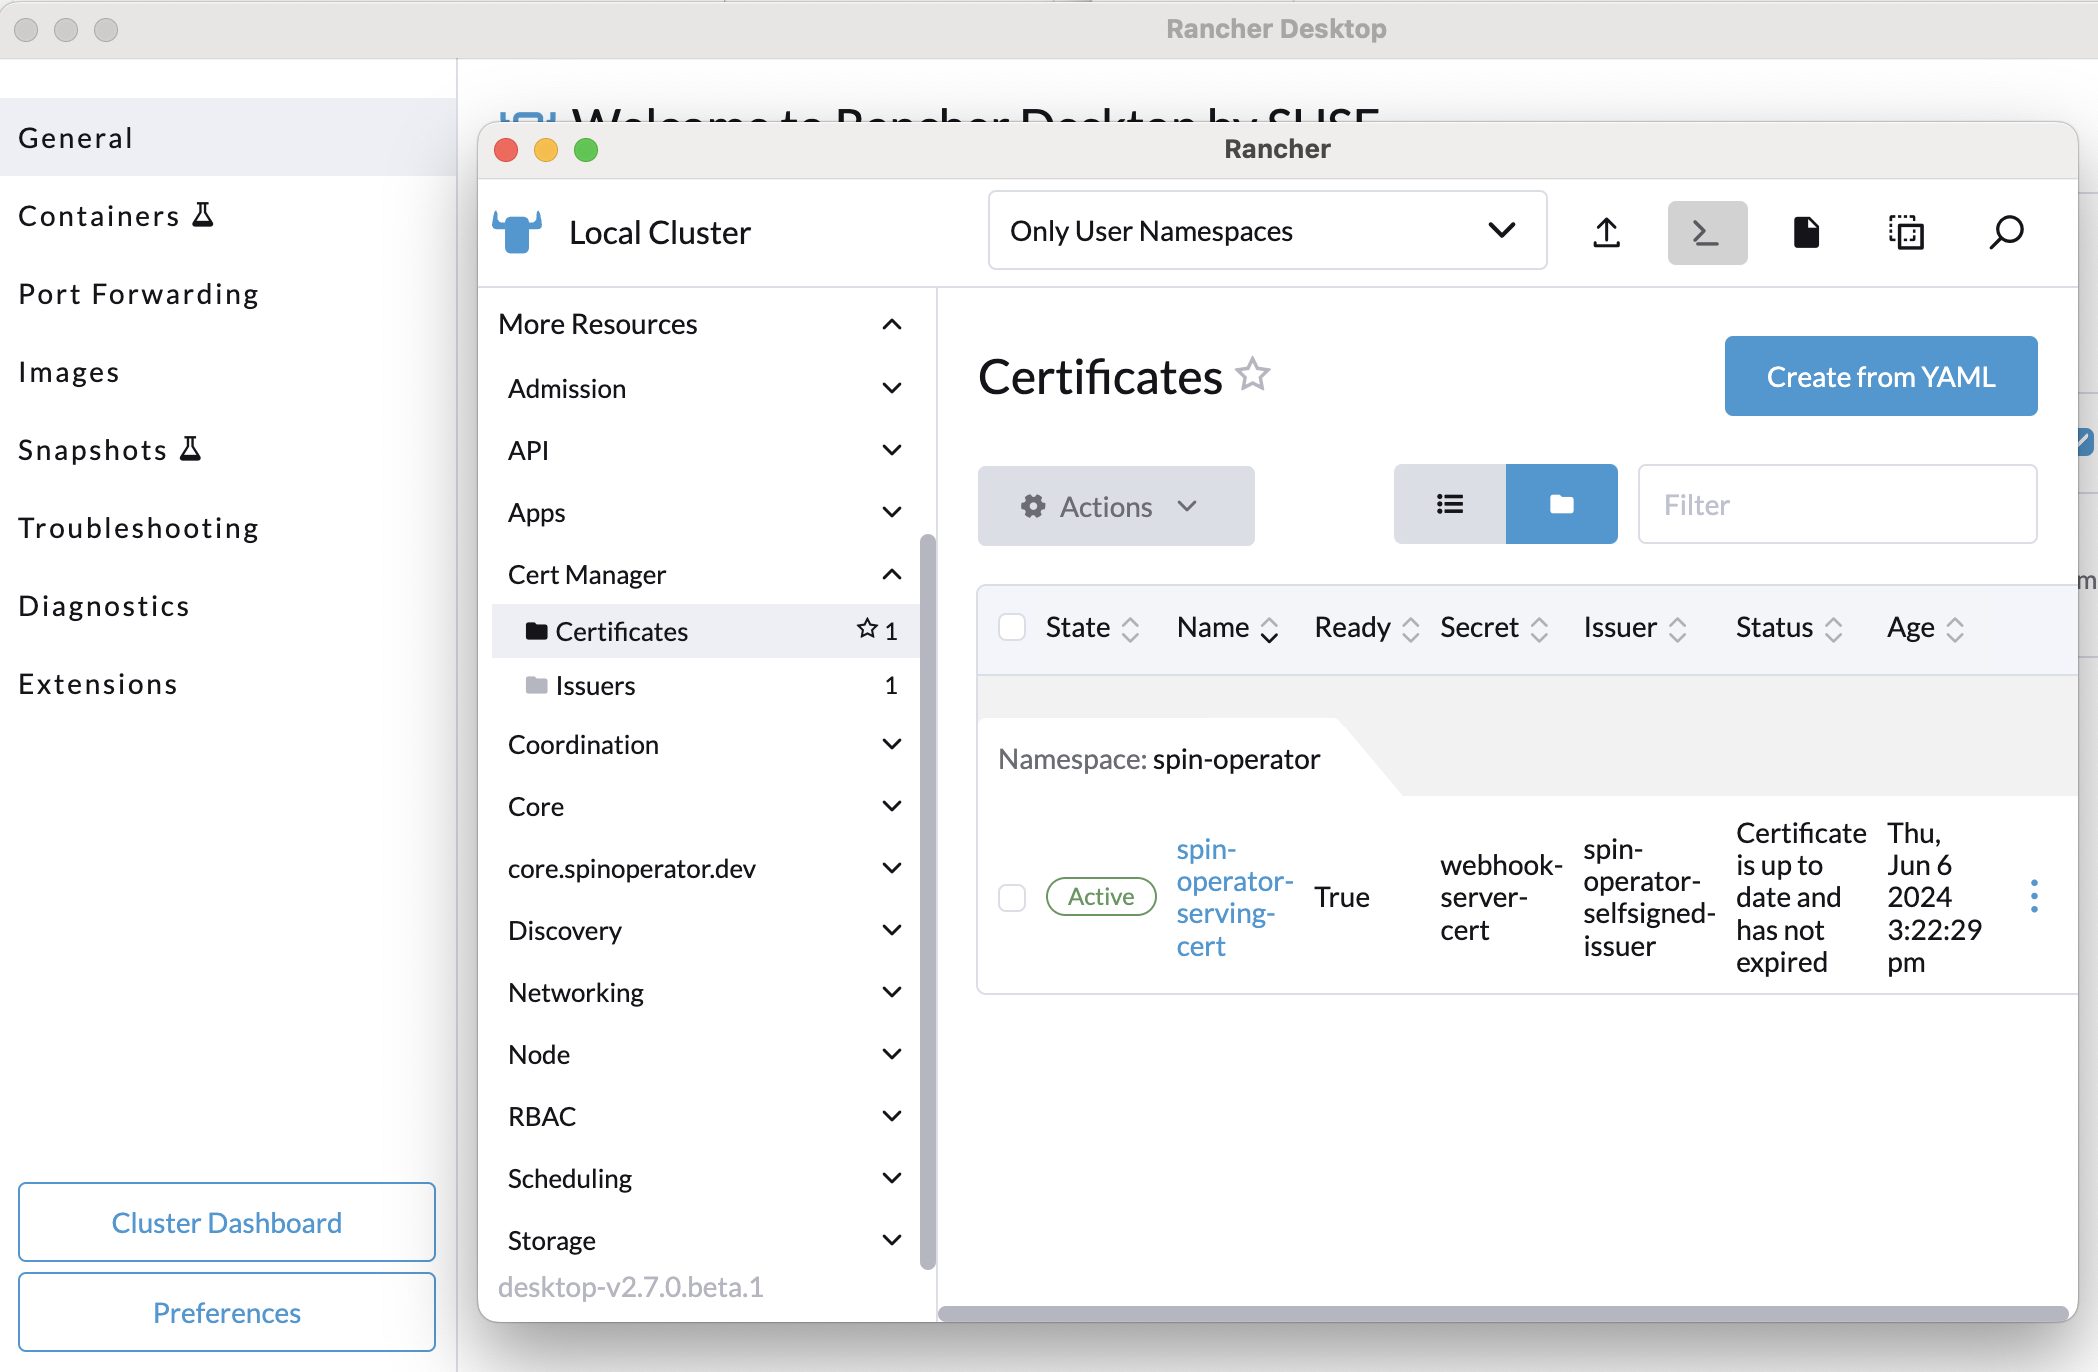 Rancher Desktop
General
Containers
Port Forwarding
Images
Snapshots
Troubleshooting
Diagnostics
Extensions
Cluster Dashboard
Preferences
Welcome to Rancher Desktop by SUSE
Rancher
Local Cluster
Only User Namespaces
More Resources
Admission
API
Apps
Cert Manager
Certificates 1
Issuers 1
Coordination
Core
core.spinoperator.dev
Discovery
Networking
Node
RBAC
Scheduling
Storage
desktop-v2.7.0.beta.1
Certificates
Create from YAML
Actions
Filter
State Name Ready Secret Issuer Status Age
Namespace: spin-operator
Active
spin-
operator-
serving-
cert
True
webhook-
server-
cert
spin-
operator-
selfsigned-
issuer
Certificate
is up to
date and
has not
expired
Thu,
Jun 6
2024
3:22:29
pm